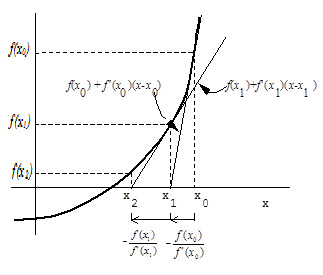 f(x₀)
f(x₀) + f'(x₀)(x-x₀)
f(x₁)+f'(x₁)(x-x₁ )
f(x₁)
f(x₂)
x₂ x₁ x₀ x
-f(x₁)/f'(x₁) -f(x₀)/f'(x₀)